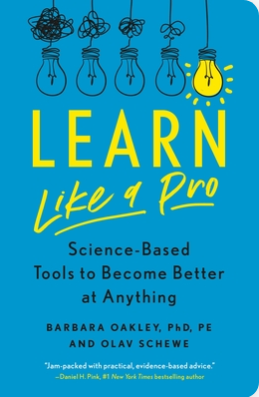 LEARN
Like a Pro
Science-Based
Tools to Become Better
at Anything
BARBARA OAKLEY, PhD, PE
AND OLAV SCHEWE
"Jam-packed with practical, evidence-based advice."
—Daniel H. Pink, #1 New York Times bestselling author